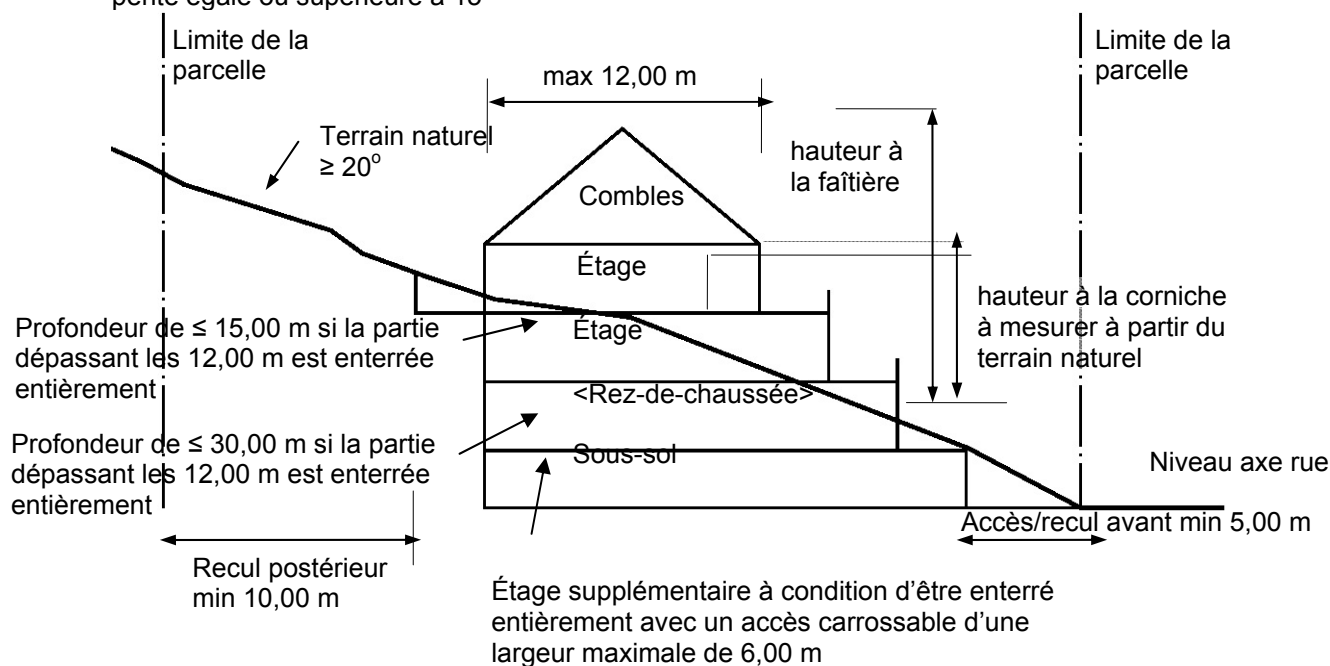 pente égale ou supérieure à
Limite de la
parcelle
Limite de la
parcelle
max 12,00 m
Terrain naturel
≥ 20°
hauteur à
la faîtière
Combles
Étage
hauteur à la corniche
à mesurer à partir du
terrain naturel
Profondeur de ≤ 15,00 m si la partie
dépassant les 12,00 m est enterrée
entièrement
Étage
<Rez-de-chaussée>
Profondeur de ≤ 30,00 m si la partie
dépassant les 12,00 m est enterrée
entièrement
Sous-sol
Niveau axe rue
Accès/recul avant min 5,00 m
Recul postérieur
min 10,00 m
Étage supplémentaire à condition d'être enterré
entièrement avec un accès carrossable d'une
largeur maximale de 6,00 m